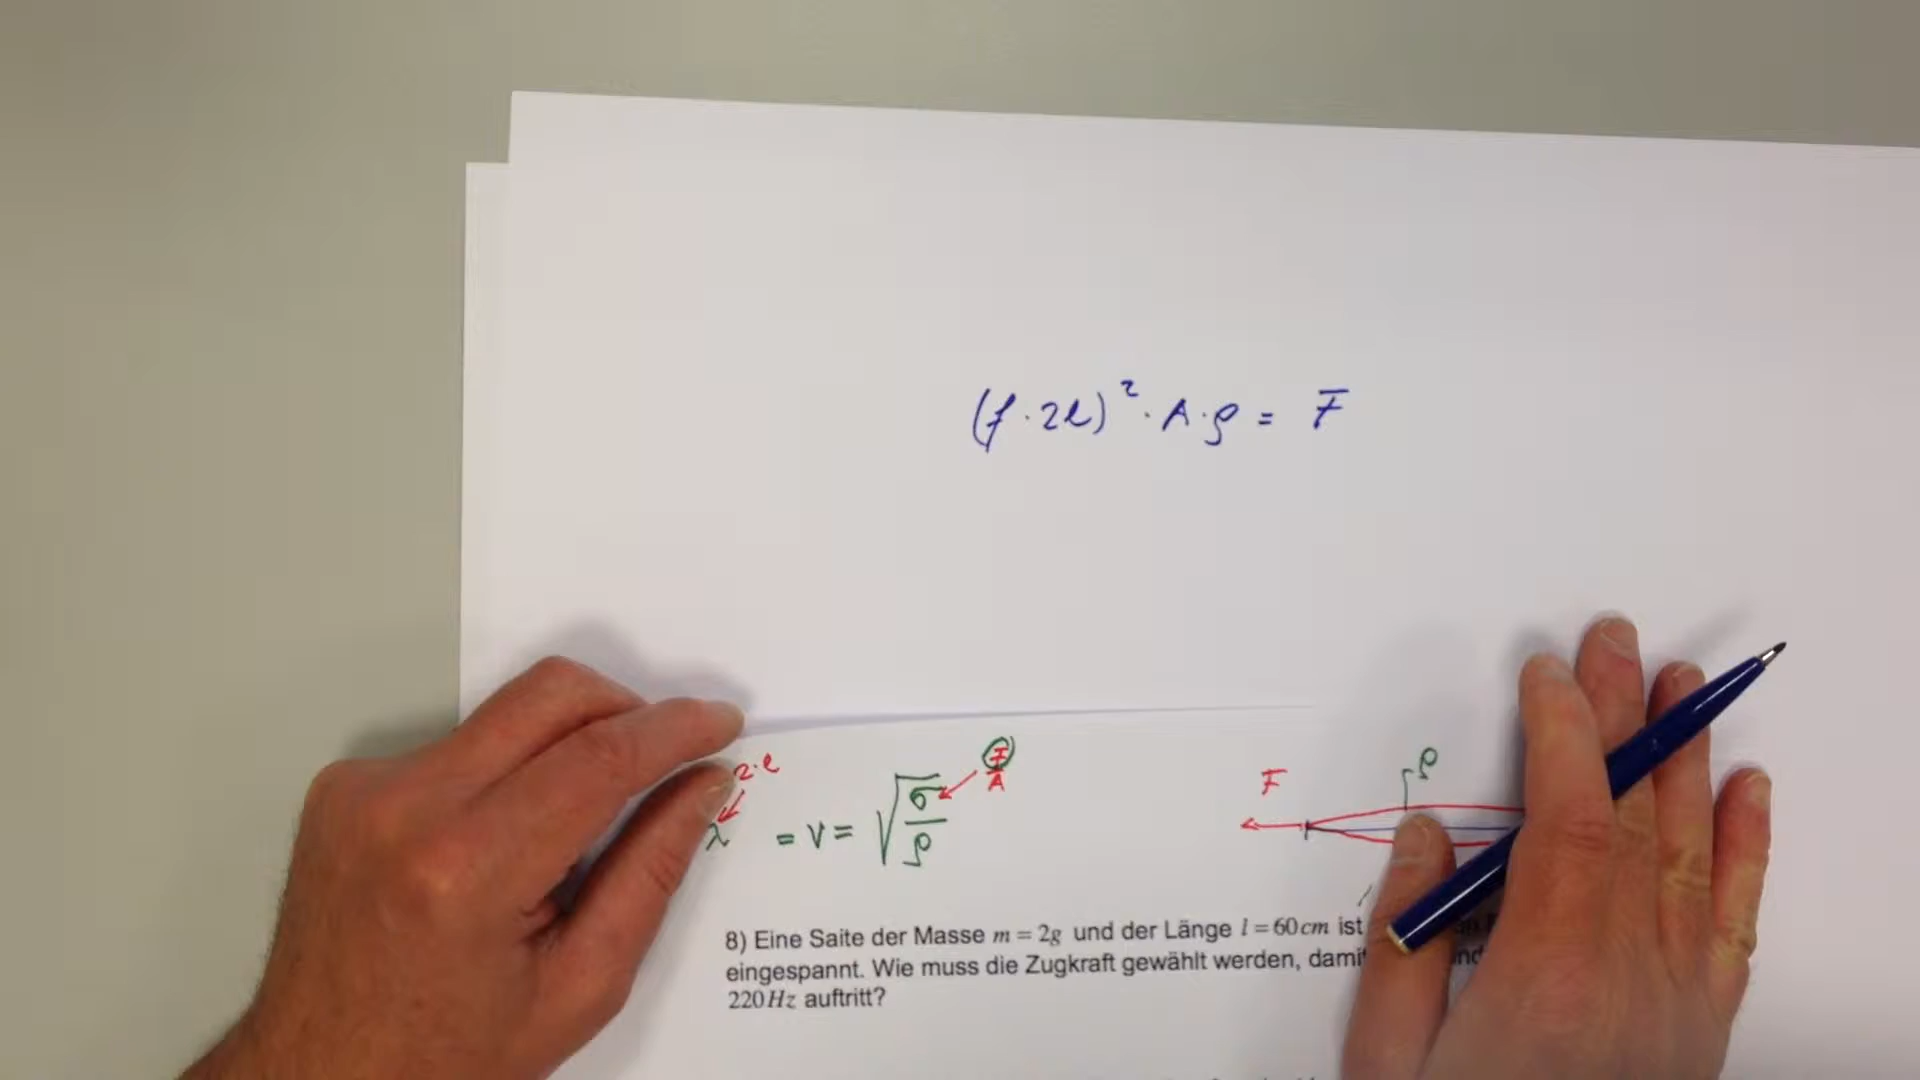 (f · 2l)² · A · ρ = F
2·l
F/A
λ = v = √(σ/ρ)
F
ρ
8) Eine Saite der Masse m = 2g und der Länge l = 60cm ist
eingespannt. Wie muss die Zugkraft gewählt werden, damit
220Hz auftritt?